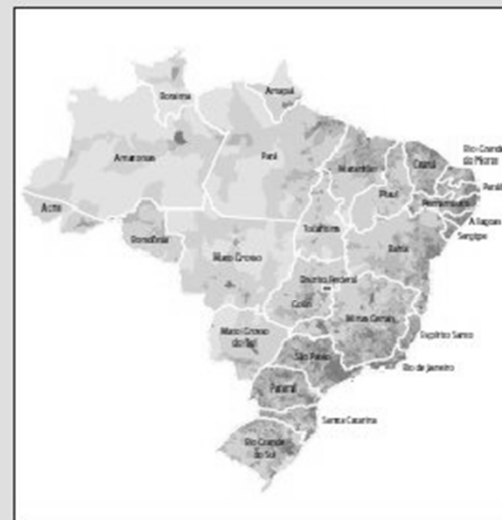 Roraima
Amapá
Amazonas
Pará
Maranhão
Ceará
Rio Grande
do Norte
Paraíba
Pernambuco
Alagoas
Sergipe
Piauí
Acre
Rondônia
Tocantins
Bahia
Mato Grosso
Distrito Federal
Goiás
Minas Gerais
Mato Grosso
do Sul
Espírito Santo
São Paulo
Rio de Janeiro
Paraná
Santa Catarina
Rio Grande
do Sul